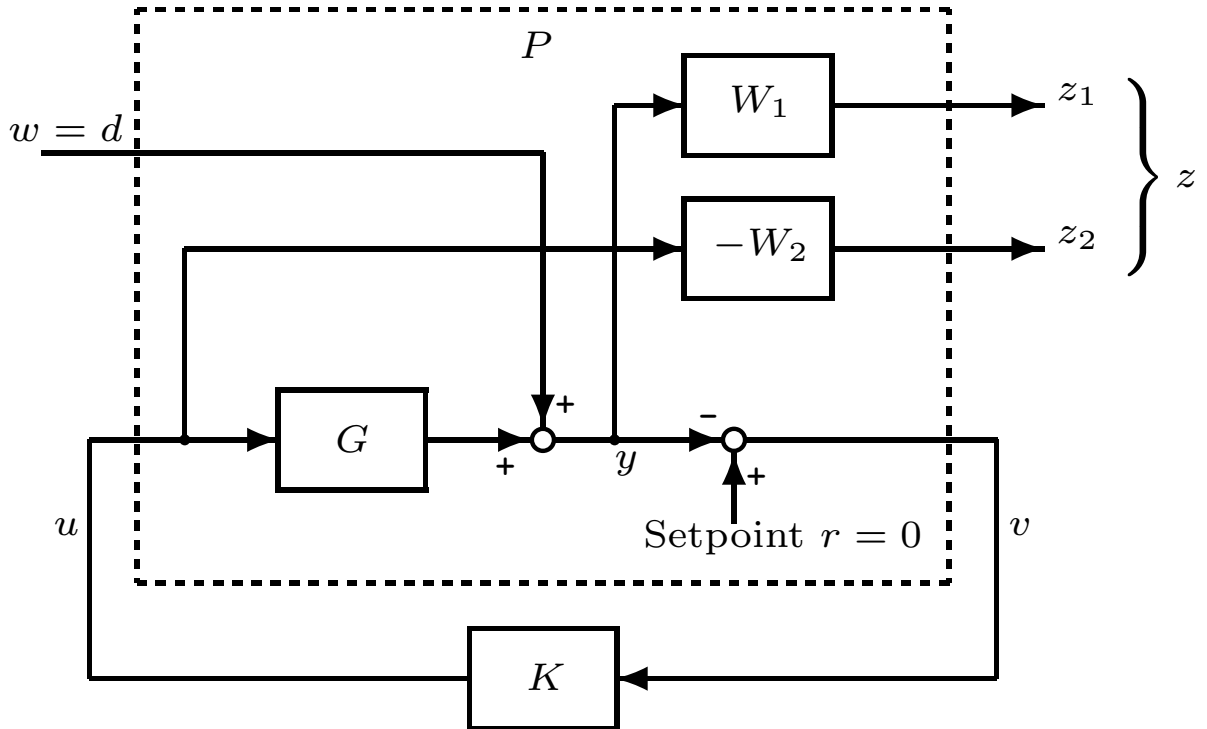 P
W₁
z₁
w = d
z
−W₂
z₂
+
G
+
y
-
+
Setpoint r = 0
u
v
K